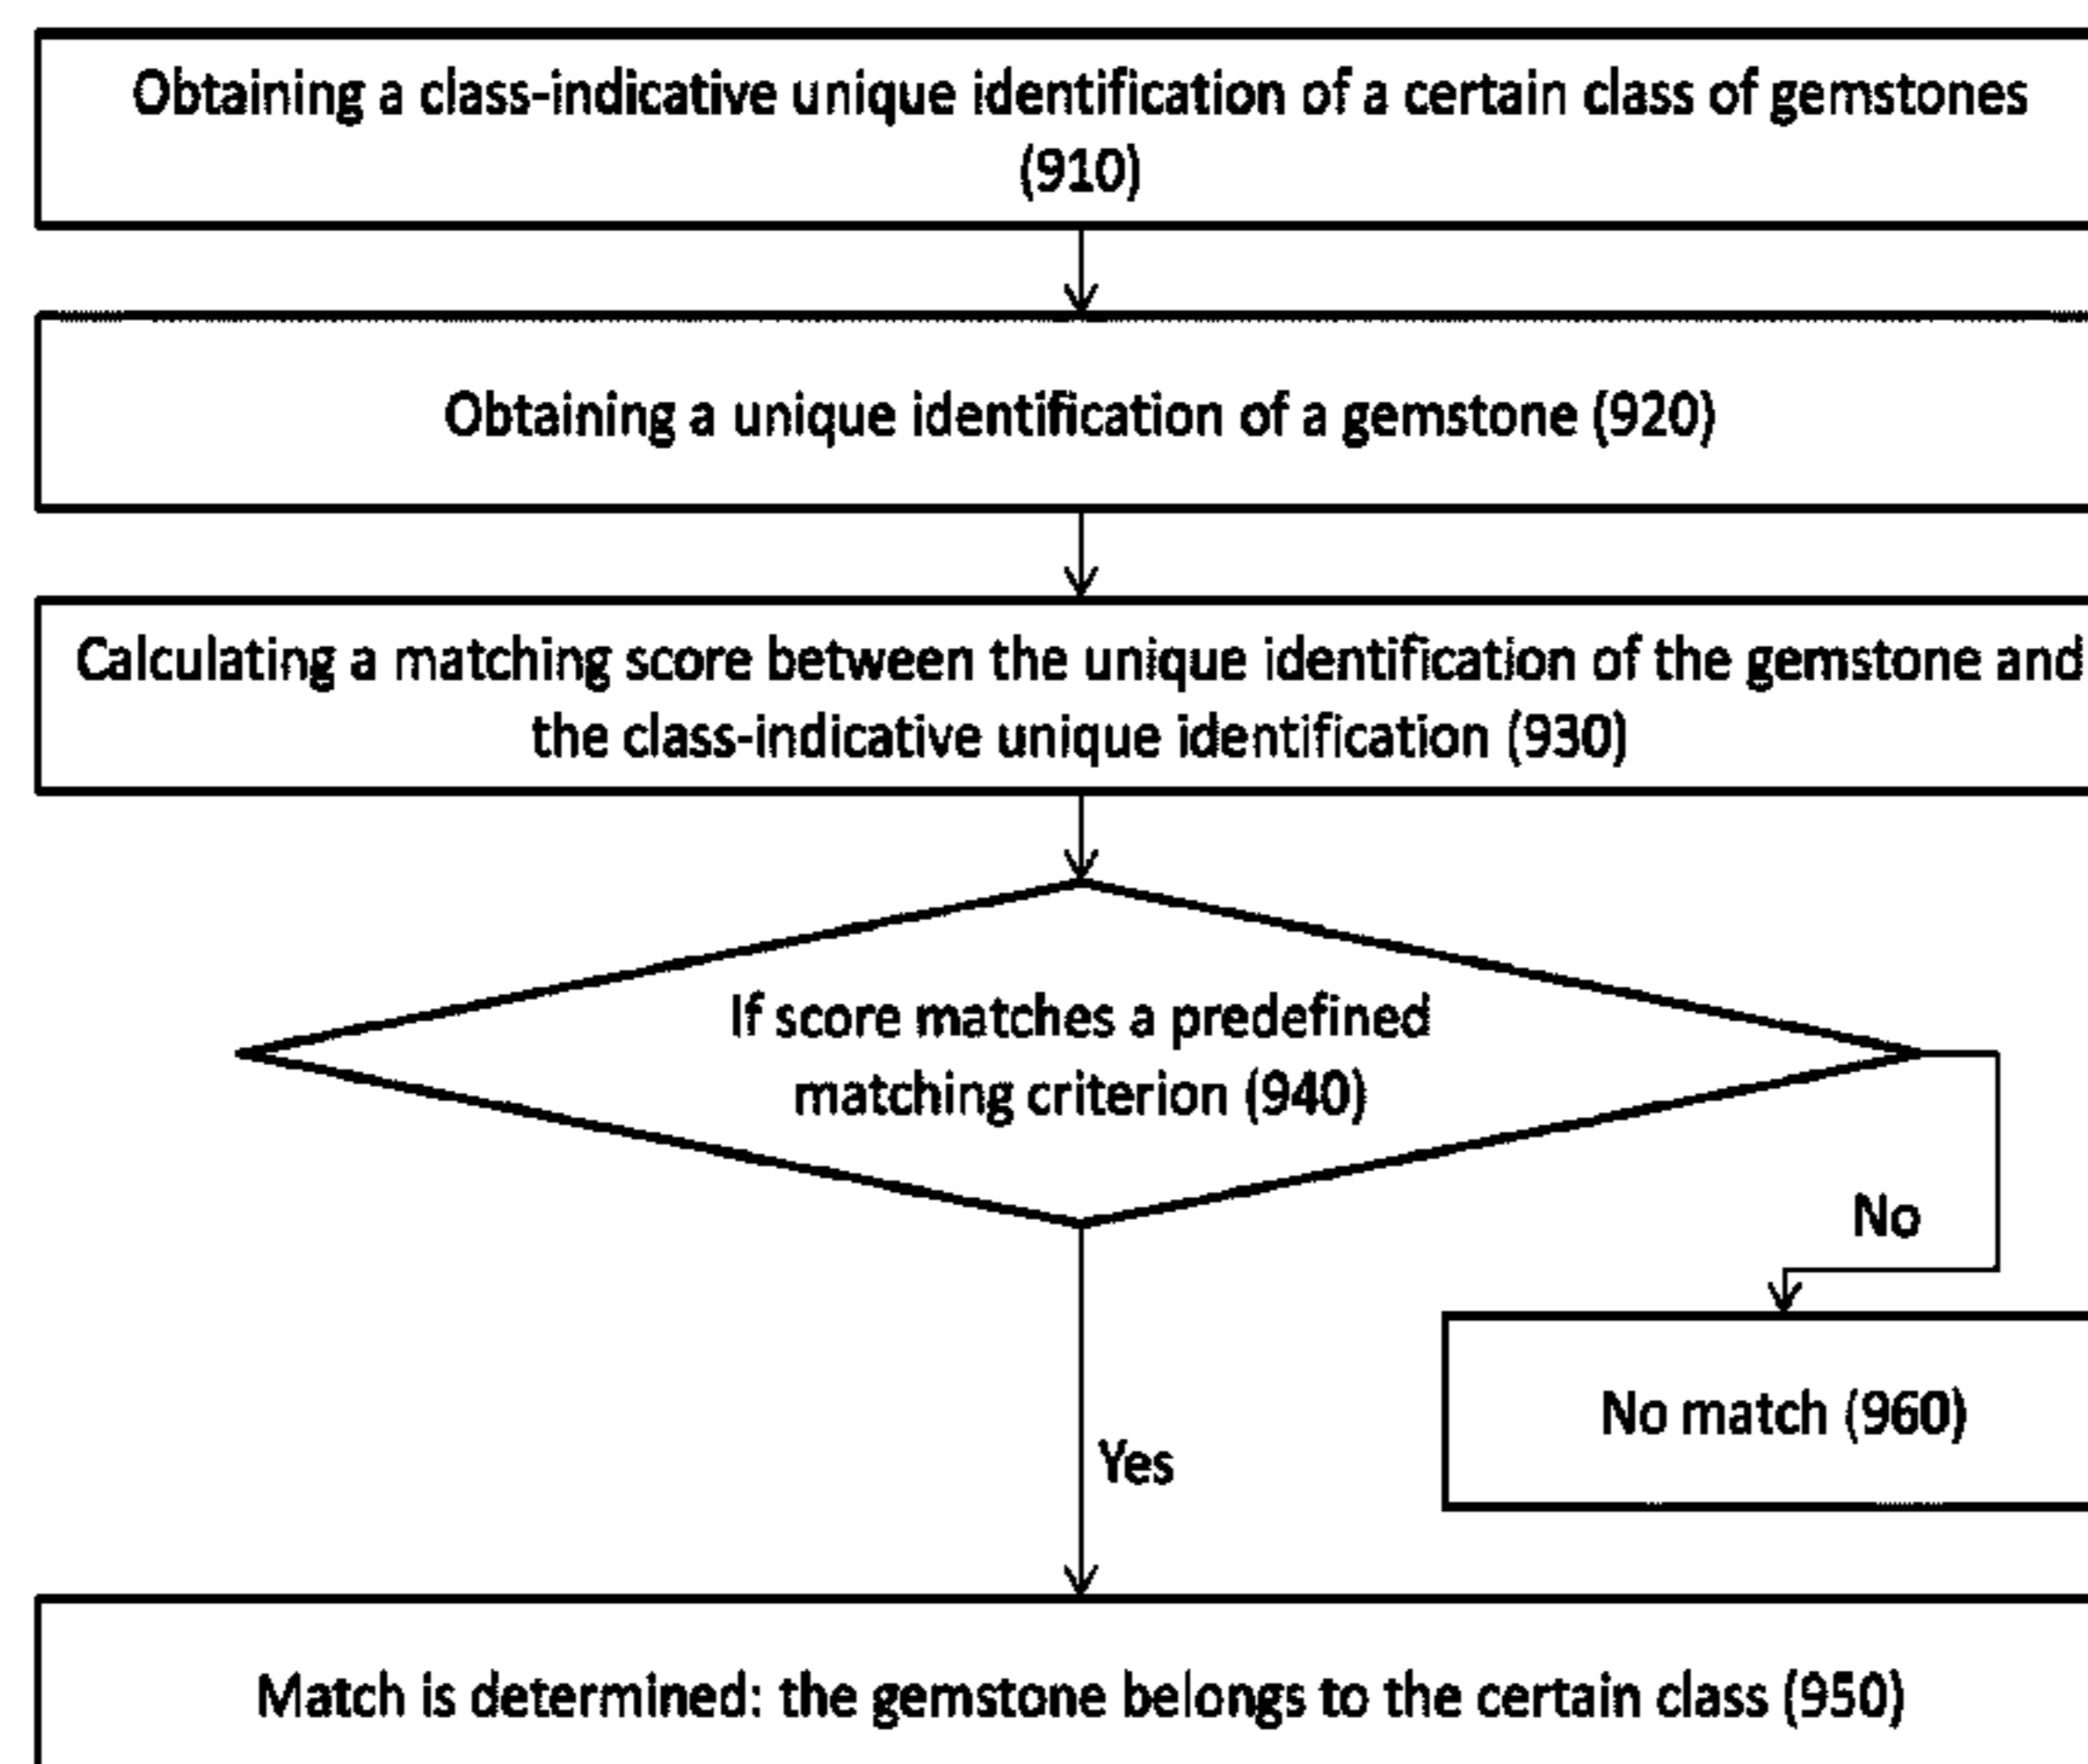 Obtaining a class-indicative unique identification of a certain class of gemstones
(910)
Obtaining a unique identification of a gemstone (920)
Calculating a matching score between the unique identification of the gemstone and
the class-indicative unique identification (930)
If score matches a predefined
matching criterion (940)
No
No match (960)
Yes
Match is determined: the gemstone belongs to the certain class (950)